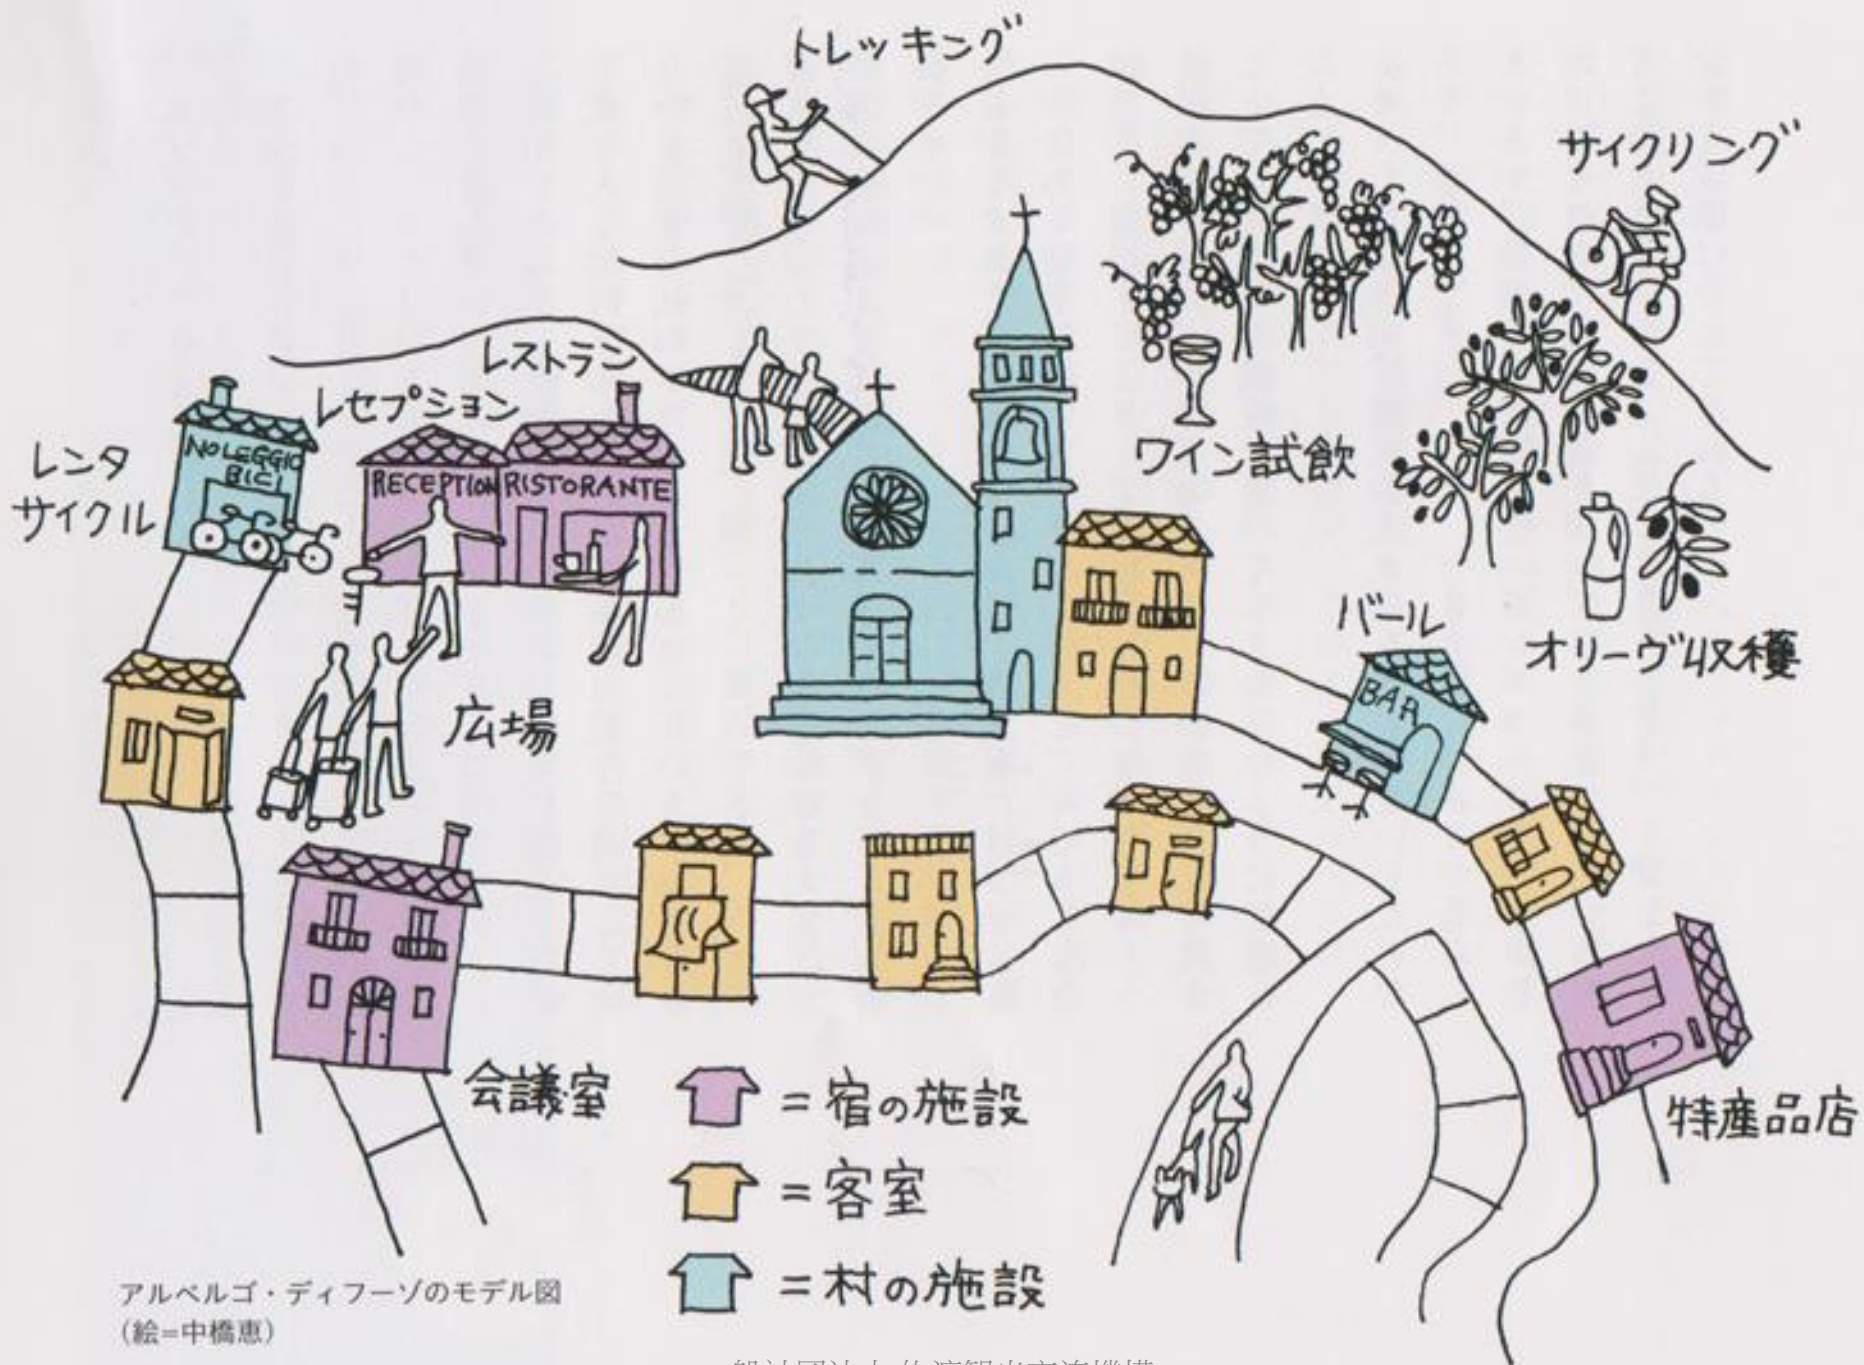 トレッキング
サイクリング
レストラン
レセプション
レンタ
サイクル
NOLEGGIO
BICI
RECEPTION
RISTORANTE
ワイン試飲
オリーヴ収穫
バール
BAR
広場
会議室
特産品店
=宿の施設
=客室
=村の施設
アルベルゴ・ディフーゾのモデル図
(絵=中橋恵)